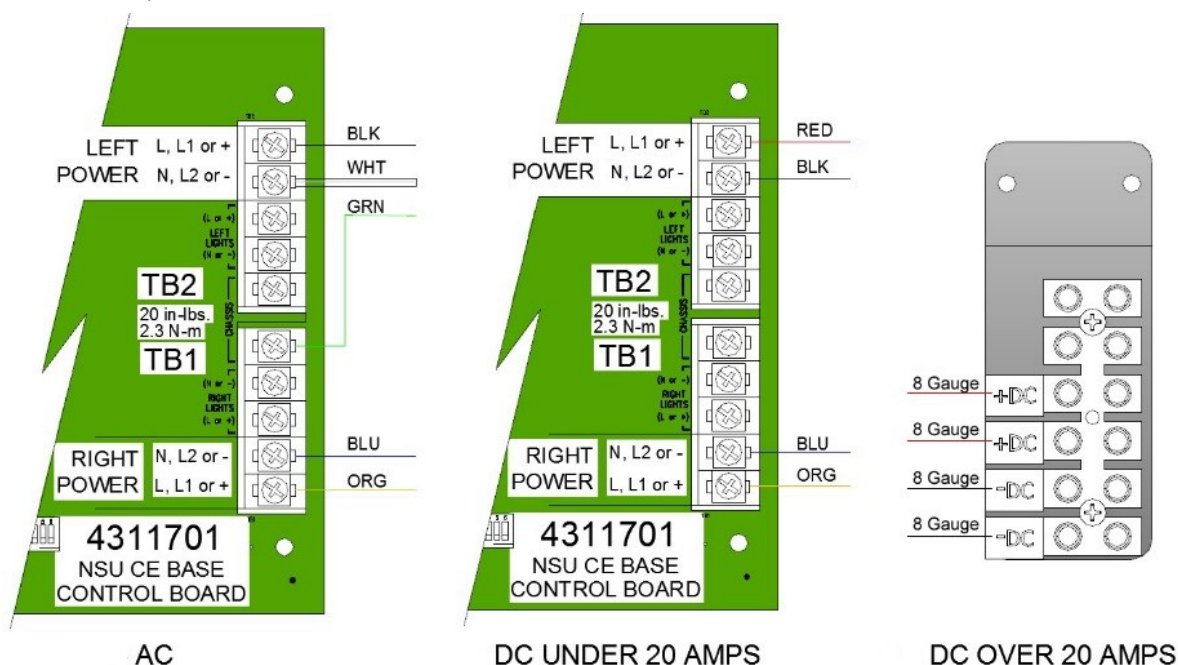 BLK
LEFT L, L1 or +
POWER N, L2 or -
WHT
GRN
(L or +)
LEFT
LIGHTS
(N or -)
TB2
20 in-lbs.
2.3 N-m
CHASSIS
TB1
(N or -)
RIGHT
LIGHTS
(L or +)
RIGHT N, L2 or -
POWER L, L1 or +
BLU
ORG
4311701
NSU CE BASE
CONTROL BOARD
AC
RED
LEFT L, L1 or +
POWER N, L2 or -
BLK
(L or +)
LEFT
LIGHTS
(N or -)
TB2
20 in-lbs.
2.3 N-m
CHASSIS
TB1
(N or -)
RIGHT
LIGHTS
(L or +)
RIGHT N, L2 or -
POWER L, L1 or +
BLU
ORG
4311701
NSU CE BASE
CONTROL BOARD
DC UNDER 20 AMPS
8 Gauge +DC
8 Gauge +DC
8 Gauge -DC
8 Gauge -DC
DC OVER 20 AMPS